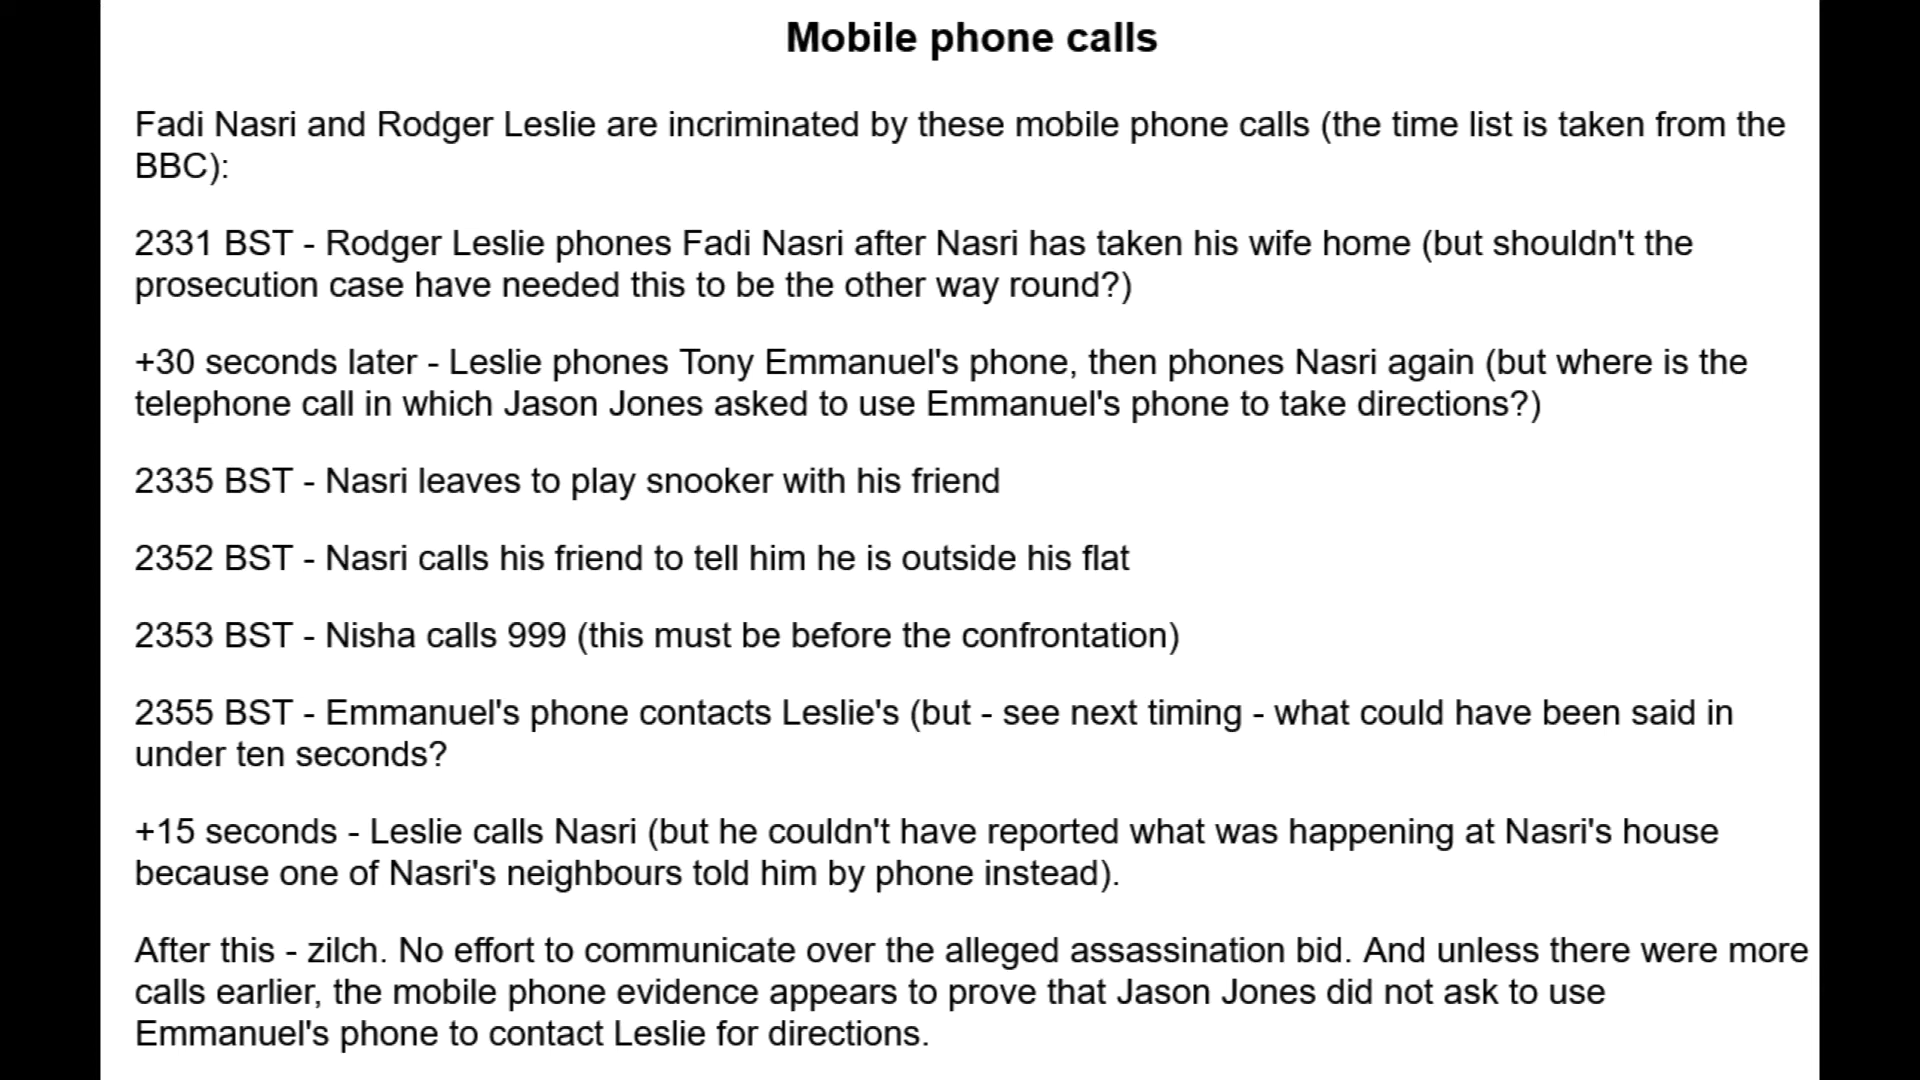 Mobile phone calls
Fadi Nasri and Rodger Leslie are incriminated by these mobile phone calls (the time list is taken from the
BBC):
2331 BST - Rodger Leslie phones Fadi Nasri after Nasri has taken his wife home (but shouldn't the
prosecution case have needed this to be the other way round?)
+30 seconds later - Leslie phones Tony Emmanuel's phone, then phones Nasri again (but where is the
telephone call in which Jason Jones asked to use Emmanuel's phone to take directions?)
2335 BST - Nasri leaves to play snooker with his friend
2352 BST - Nasri calls his friend to tell him he is outside his flat
2353 BST - Nisha calls 999 (this must be before the confrontation)
2355 BST - Emmanuel's phone contacts Leslie's (but - see next timing - what could have been said in
under ten seconds?
+15 seconds - Leslie calls Nasri (but he couldn't have reported what was happening at Nasri's house
because one of Nasri's neighbours told him by phone instead).
After this - zilch. No effort to communicate over the alleged assassination bid. And unless there were more
calls earlier, the mobile phone evidence appears to prove that Jason Jones did not ask to use
Emmanuel's phone to contact Leslie for directions.